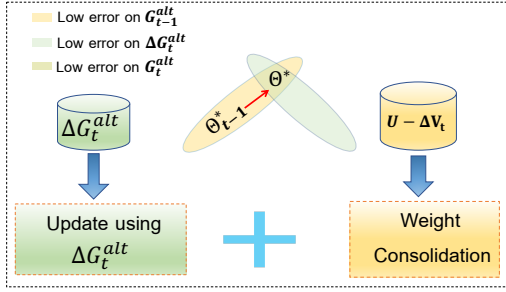 Low error on G_{t-1}^{alt}
Low error on ΔG_t^{alt}
Low error on G_t^{alt}
Θ*
Θ*_{t-1}
ΔG_t^{alt}
U − ΔV_t
Update using
ΔG_t^{alt}
+
Weight
Consolidation